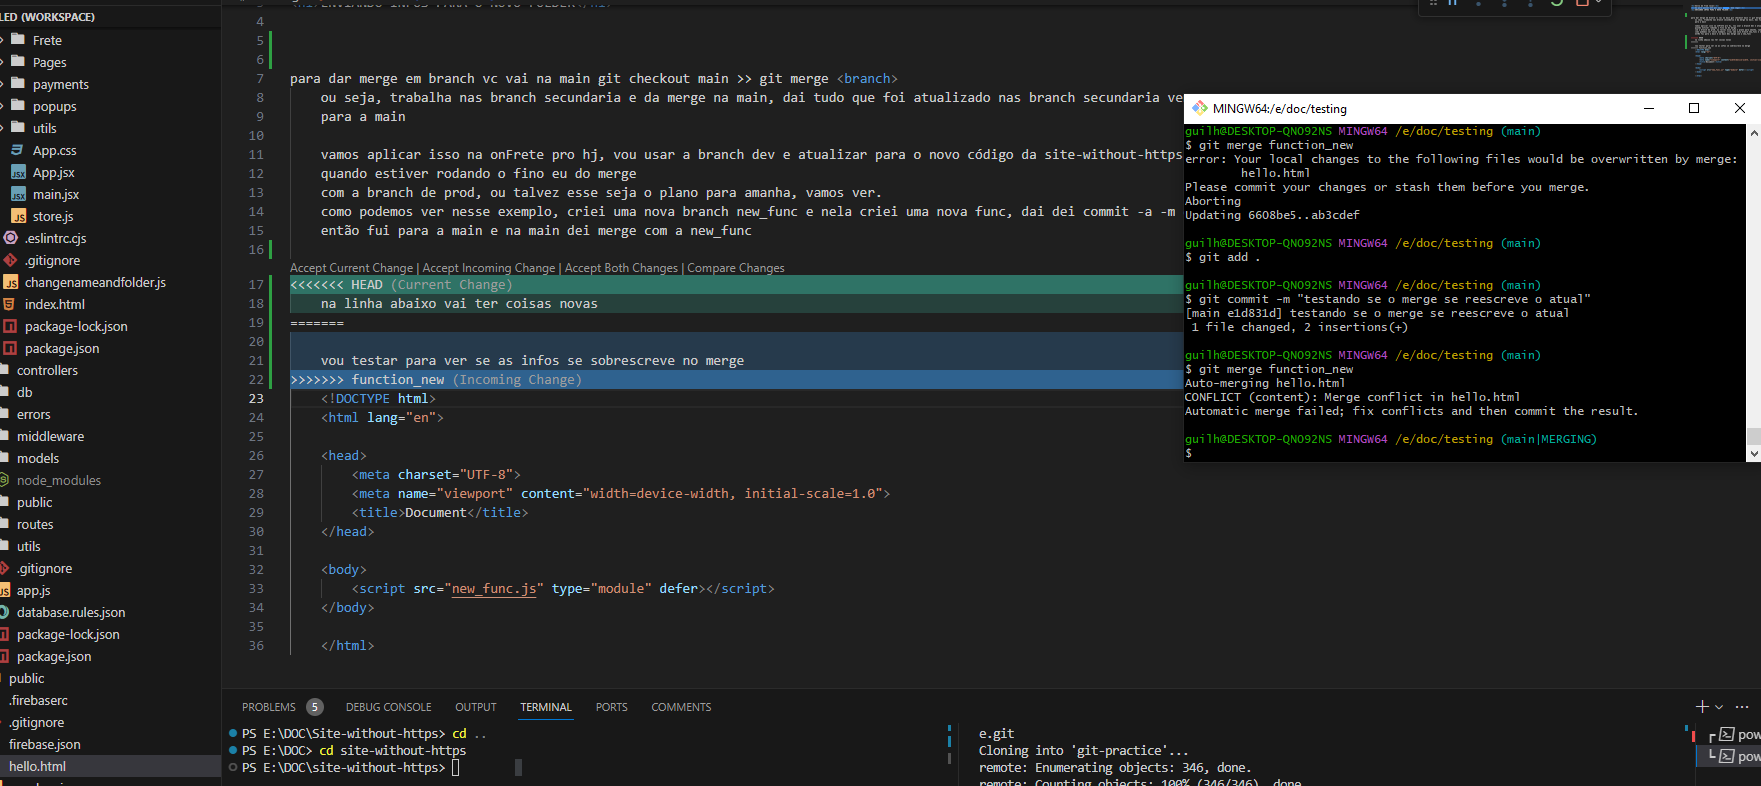 LED (WORKSPACE)
Frete
Pages
payments
popups
utils
App.css
App.jsx
main.jsx
store.js
.eslintrc.cjs
.gitignore
changenameandfolder.js
index.html
package-lock.json
package.json
controllers
db
errors
middleware
models
node_modules
public
routes
utils
.gitignore
app.js
database.rules.json
package-lock.json
package.json
public
.firebaserc
.gitignore
firebase.json
hello.html
4
5
6
7 para dar merge em branch vc vai na main git checkout main >> git merge <branch>
8 ou seja, trabalha nas branch secundaria e da merge na main, dai tudo que foi atualizado nas branch secundaria ve
9 para a main
10
11 vamos aplicar isso na onFrete pro hj, vou usar a branch dev e atualizar para o novo código da site-without-https
12 quando estiver rodando o fino eu do merge
13 com a branch de prod, ou talvez esse seja o plano para amanha, vamos ver.
14 como podemos ver nesse exemplo, criei uma nova branch new_func e nela criei uma nova func, dai dei commit -a -m
15 então fui para a main e na main dei merge com a new_func
16
Accept Current Change | Accept Incoming Change | Accept Both Changes | Compare Changes
17 <<<<<<< HEAD (Current Change)
18 na linha abaixo vai ter coisas novas
19 =======
20
21 vou testar para ver se as infos se sobrescreve no merge
22 >>>>>>> function_new (Incoming Change)
23 <!DOCTYPE html>
24 <html lang="en">
25
26 <head>
27 <meta charset="UTF-8">
28 <meta name="viewport" content="width=device-width, initial-scale=1.0">
29 <title>Document</title>
30 </head>
31
32 <body>
33 <script src="new_func.js" type="module" defer></script>
34 </body>
35
36 </html>
MINGW64:/e/doc/testing
guilh@DESKTOP-QNO92NS MINGW64 /e/doc/testing (main)
$ git merge function_new
error: Your local changes to the following files would be overwritten by merge:
hello.html
Please commit your changes or stash them before you merge.
Aborting
Updating 6608be5..ab3cdef
guilh@DESKTOP-QNO92NS MINGW64 /e/doc/testing (main)
$ git add .
guilh@DESKTOP-QNO92NS MINGW64 /e/doc/testing (main)
$ git commit -m "testando se o merge se reescreve o atual"
[main e1d831d] testando se o merge se reescreve o atual
1 file changed, 2 insertions(+)
guilh@DESKTOP-QNO92NS MINGW64 /e/doc/testing (main)
$ git merge function_new
Auto-merging hello.html
CONFLICT (content): Merge conflict in hello.html
Automatic merge failed; fix conflicts and then commit the result.
guilh@DESKTOP-QNO92NS MINGW64 /e/doc/testing (main|MERGING)
$
PROBLEMS 5 DEBUG CONSOLE OUTPUT TERMINAL PORTS COMMENTS
PS E:\DOC\Site-without-https> cd ..
PS E:\DOC> cd site-without-https
PS E:\DOC\site-without-https>
e.git
Cloning into 'git-practice'...
remote: Enumerating objects: 346, done.
remote: Counting objects: 100% (346/346), done.
pow
pow